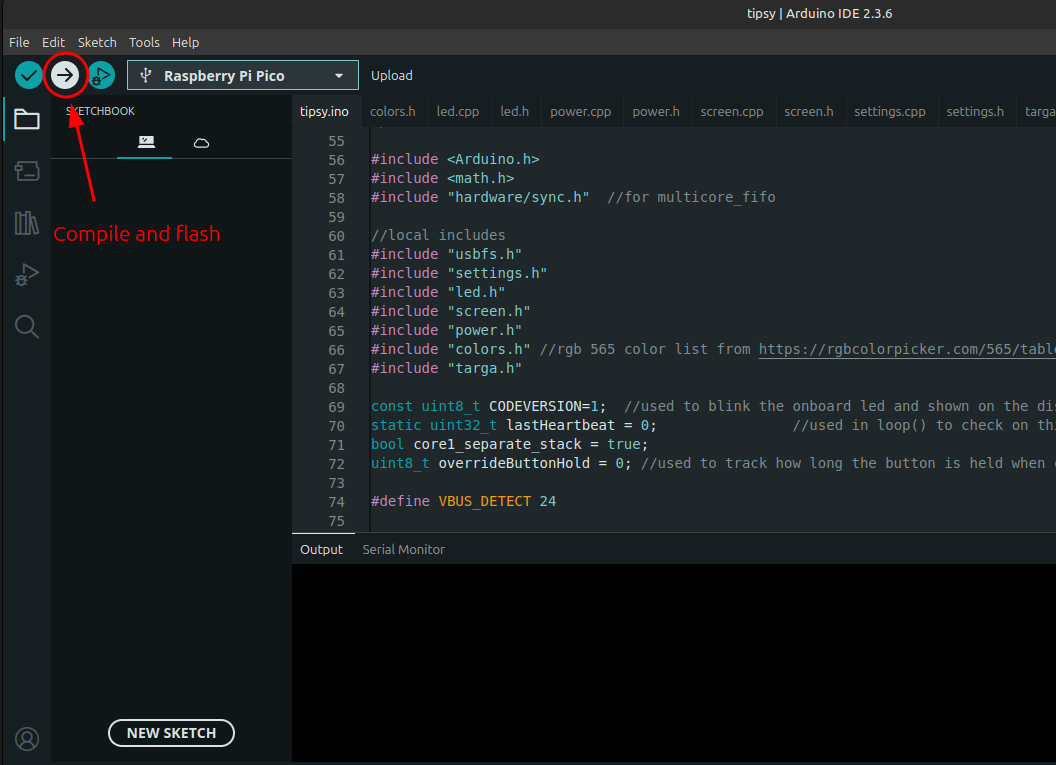 tipsy | Arduino IDE 2.3.6
File Edit Sketch Tools Help
Raspberry Pi Pico
Upload
SKETCHBOOK
Compile and flash
NEW SKETCH
tipsy.ino colors.h led.cpp led.h power.cpp power.h screen.cpp screen.h settings.cpp settings.h targa
55
56 #include <Arduino.h>
57 #include <math.h>
58 #include "hardware/sync.h"  //for multicore_fifo
59
60 //local includes
61 #include "usbfs.h"
62 #include "settings.h"
63 #include "led.h"
64 #include "screen.h"
65 #include "power.h"
66 #include "colors.h" //rgb 565 color list from https://rgbcolorpicker.com/565/table
67 #include "targa.h"
68
69 const uint8_t CODEVERSION=1;  //used to blink the onboard led and shown on the dis
70 static uint32_t lastHeartbeat = 0;                //used in loop() to check on thi
71 bool core1_separate_stack = true;
72 uint8_t overrideButtonHold = 0; //used to track how long the button is held when
73
74 #define VBUS_DETECT 24
75
Output Serial Monitor